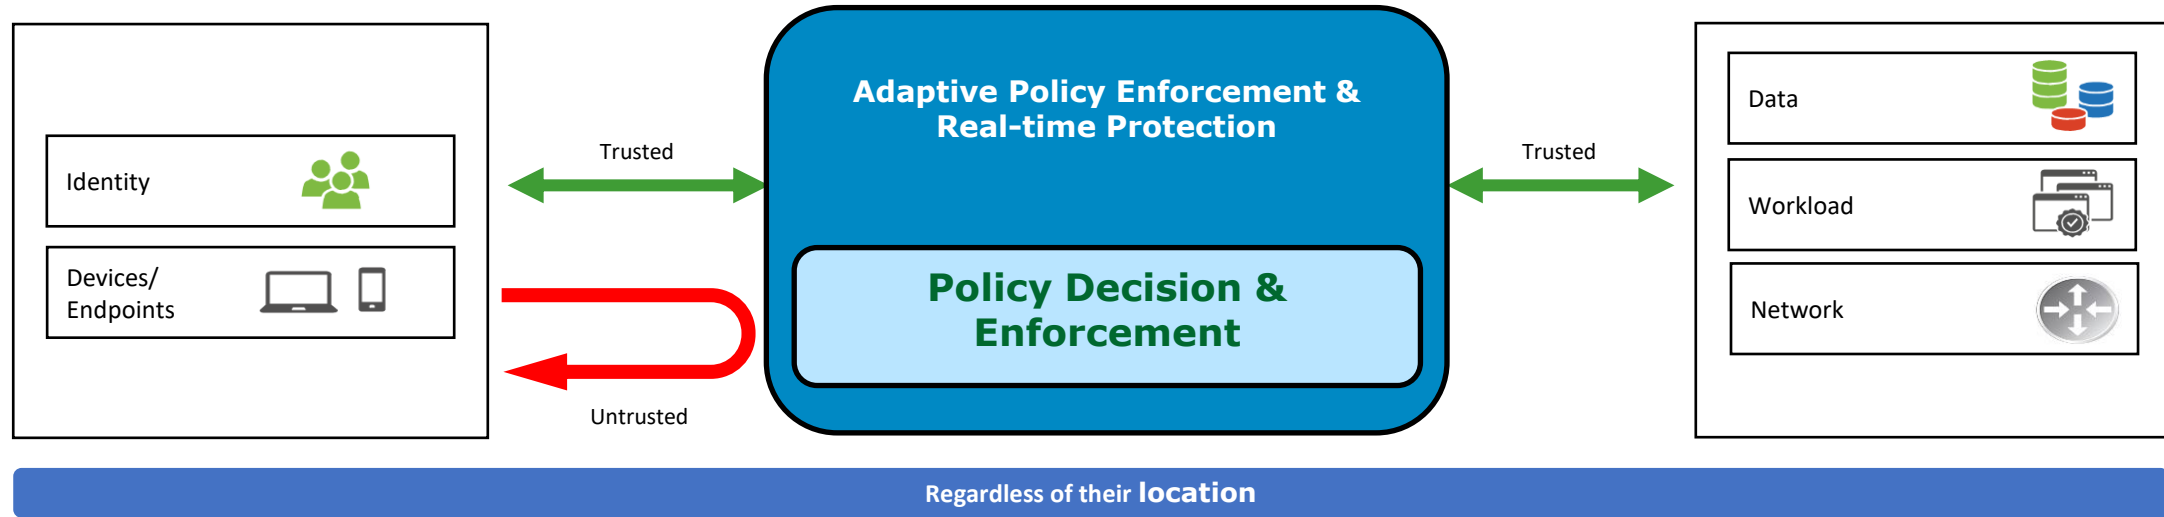 Identity
Devices/
Endpoints
Trusted
Untrusted
Adaptive Policy Enforcement &
Real-time Protection
Policy Decision &
Enforcement
Trusted
Data
Workload
Network
Regardless of their location